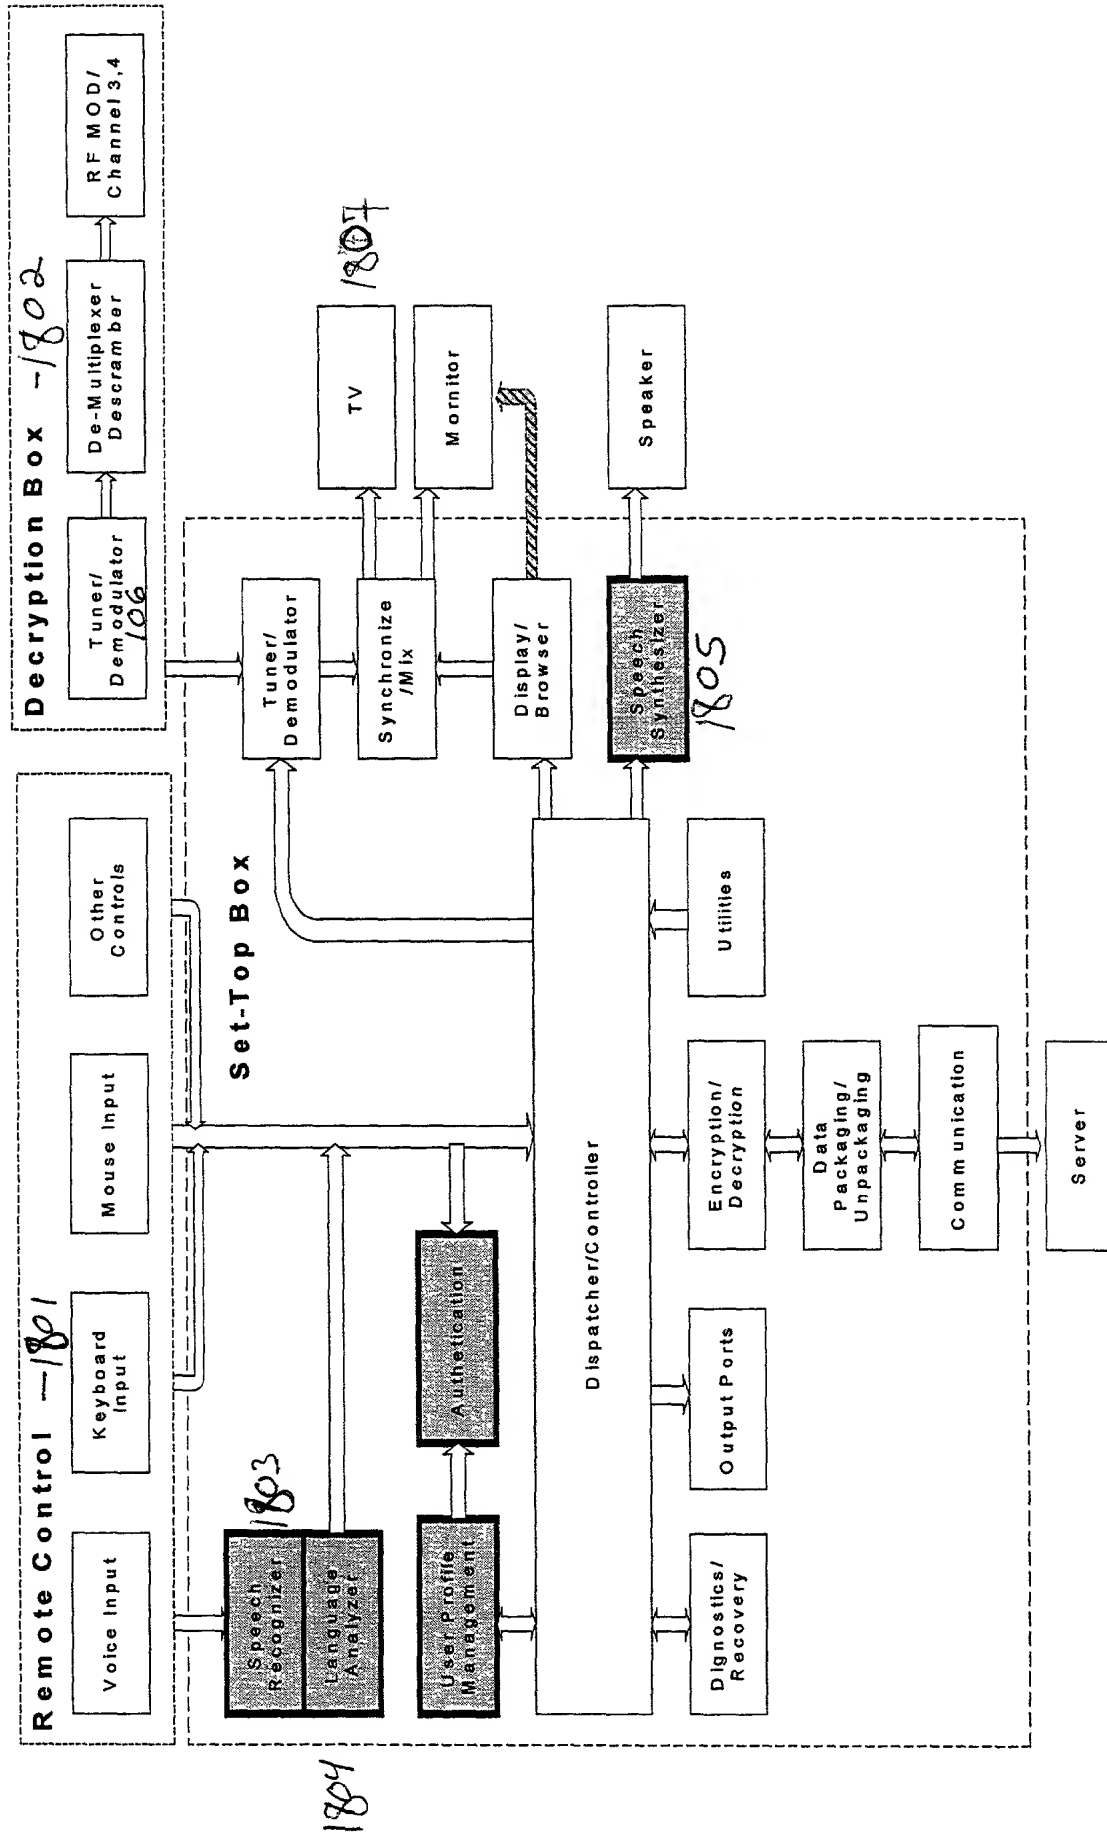 Remote Control —1801
Voice Input
Keyboard
Input
Mouse Input
Other
Controls
Decryption Box -1802
Tuner/
Demodulator
106
De-Multiplexer
Descramber
RF MOD/
Channel 3,4
Set-Top Box
1803
Speech
Recognizer
Language
Analyzer
1804
User Profile
Management
Authetication
Tuner/
Demodulator
Synchronize
/Mix
Display/
Browser
Speech
Synthesizer
1805
TV
1807
Mornitor
Speaker
Dispatcher/Controller
Dignostics/
Recovery
Output Ports
Encryption/
Decryption
Utilities
Data
Packaging/
Unpackaging
Communication
Server